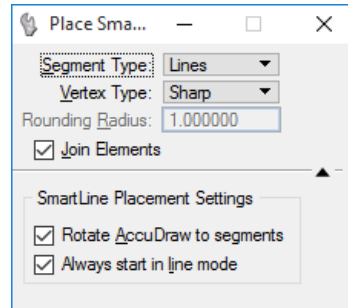 Place Sma...
Segment Type: Lines
Vertex Type: Sharp
Rounding Radius: 1.000000
Join Elements
SmartLine Placement Settings
Rotate AccuDraw to segments
Always start in line mode